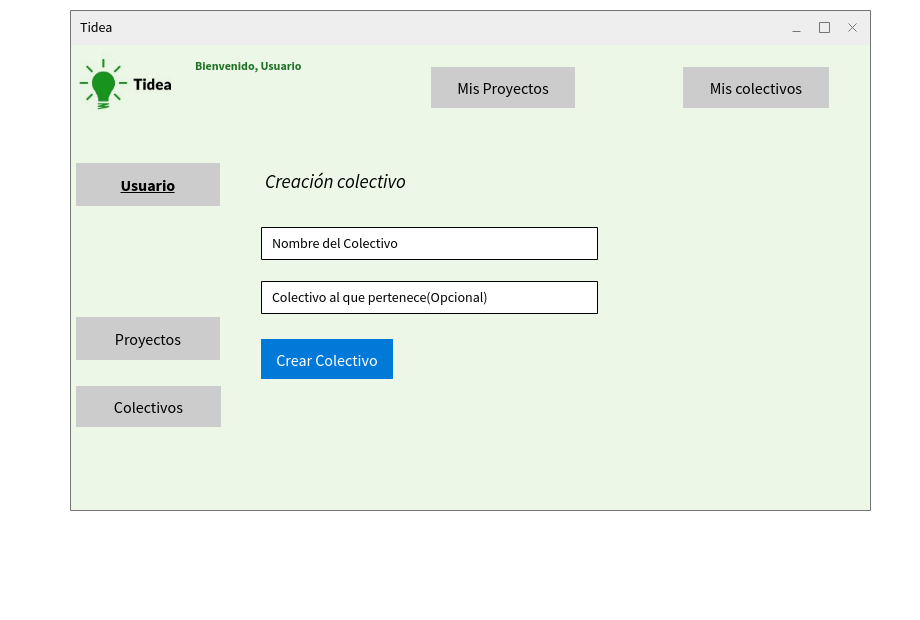 Tidea
Tidea
Bienvenido, Usuario
Mis Proyectos
Mis colectivos
Usuario
Creación colectivo
Nombre del Colectivo
Colectivo al que pertenece(Opcional)
Proyectos
Crear Colectivo
Colectivos